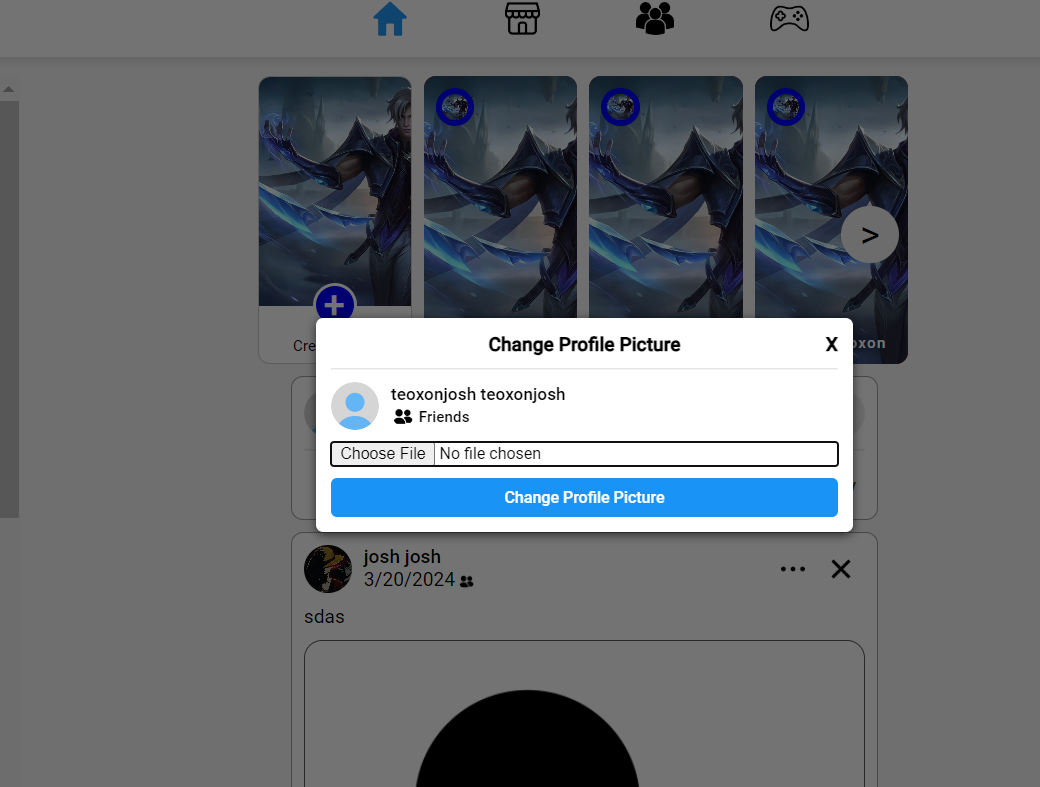 >
Cre
oxon
Change Profile Picture
X
teoxonjosh teoxonjosh
Friends
Choose File No file chosen
Change Profile Picture
josh josh
3/20/2024
sdas